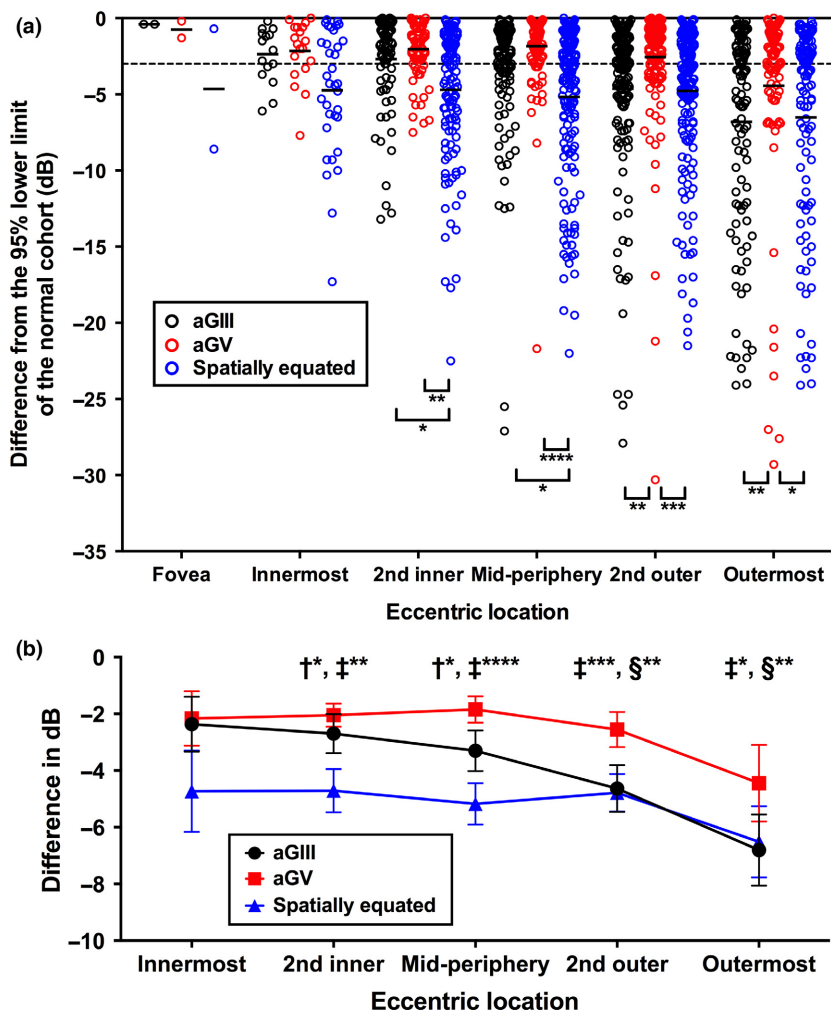 (a)
Difference from the 95% lower limit
of the normal cohort (dB)
0
−5
−10
−15
−20
−25
−30
−35
aGIII
aGV
Spatially equated
**
*
****
*
** ***
** *
Fovea Innermost 2nd inner Mid-periphery 2nd outer Outermost
Eccentric location
(b)
Difference in dB
0
−2
−4
−6
−8
−10
†*, ‡** †*, ‡**** ‡***, §** ‡*, §**
aGIII
aGV
Spatially equated
Innermost 2nd inner Mid-periphery 2nd outer Outermost
Eccentric location